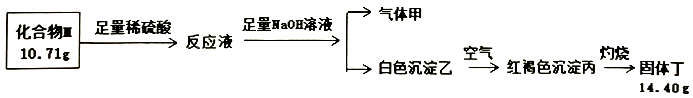 化合物M
10.71g
足量稀硫酸
反应液
足量NaOH溶液
气体甲
白色沉淀乙
空气
红褐色沉淀丙
灼烧
固体丁
14.40g